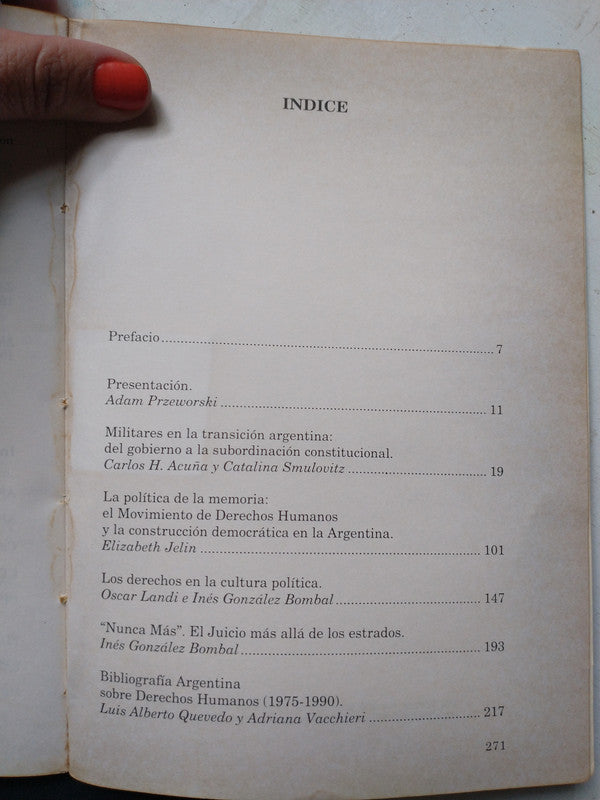 INDICE
Prefacio 7
Presentación.
Adam Przeworski 11
Militares en la transición argentina:
del gobierno a la subordinación constitucional.
Carlos H. Acuña y Catalina Smulovitz 19
La política de la memoria:
el Movimiento de Derechos Humanos
y la construcción democrática en la Argentina.
Elizabeth Jelin 101
Los derechos en la cultura política.
Oscar Landi e Inés González Bombal 147
"Nunca Más". El Juicio más allá de los estrados.
Inés González Bombal 193
Bibliografía Argentina
sobre Derechos Humanos (1975-1990).
Luis Alberto Quevedo y Adriana Vacchieri 217
271